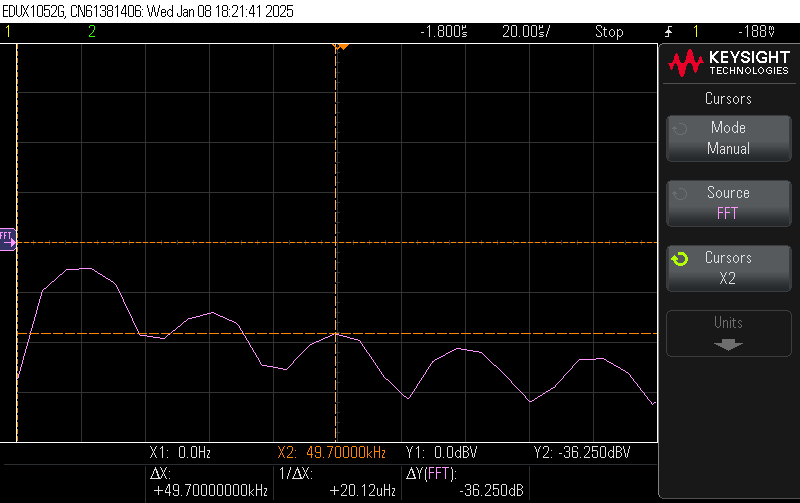 EDUX1052G, CN61381406: Wed Jan 08 18:21:41 2025
1 2 -1.800s 20.00s/ Stop 1 -188V
KEYSIGHT
TECHNOLOGIES
Cursors
Mode
Manual
Source
FFT
Cursors
X2
Units
FFT
X1: 0.0Hz X2: 49.70000kHz Y1: 0.0dBV Y2: -36.250dBV
ΔX: 1/ΔX: ΔY(FFT):
+49.70000000kHz +20.12uHz -36.250dB